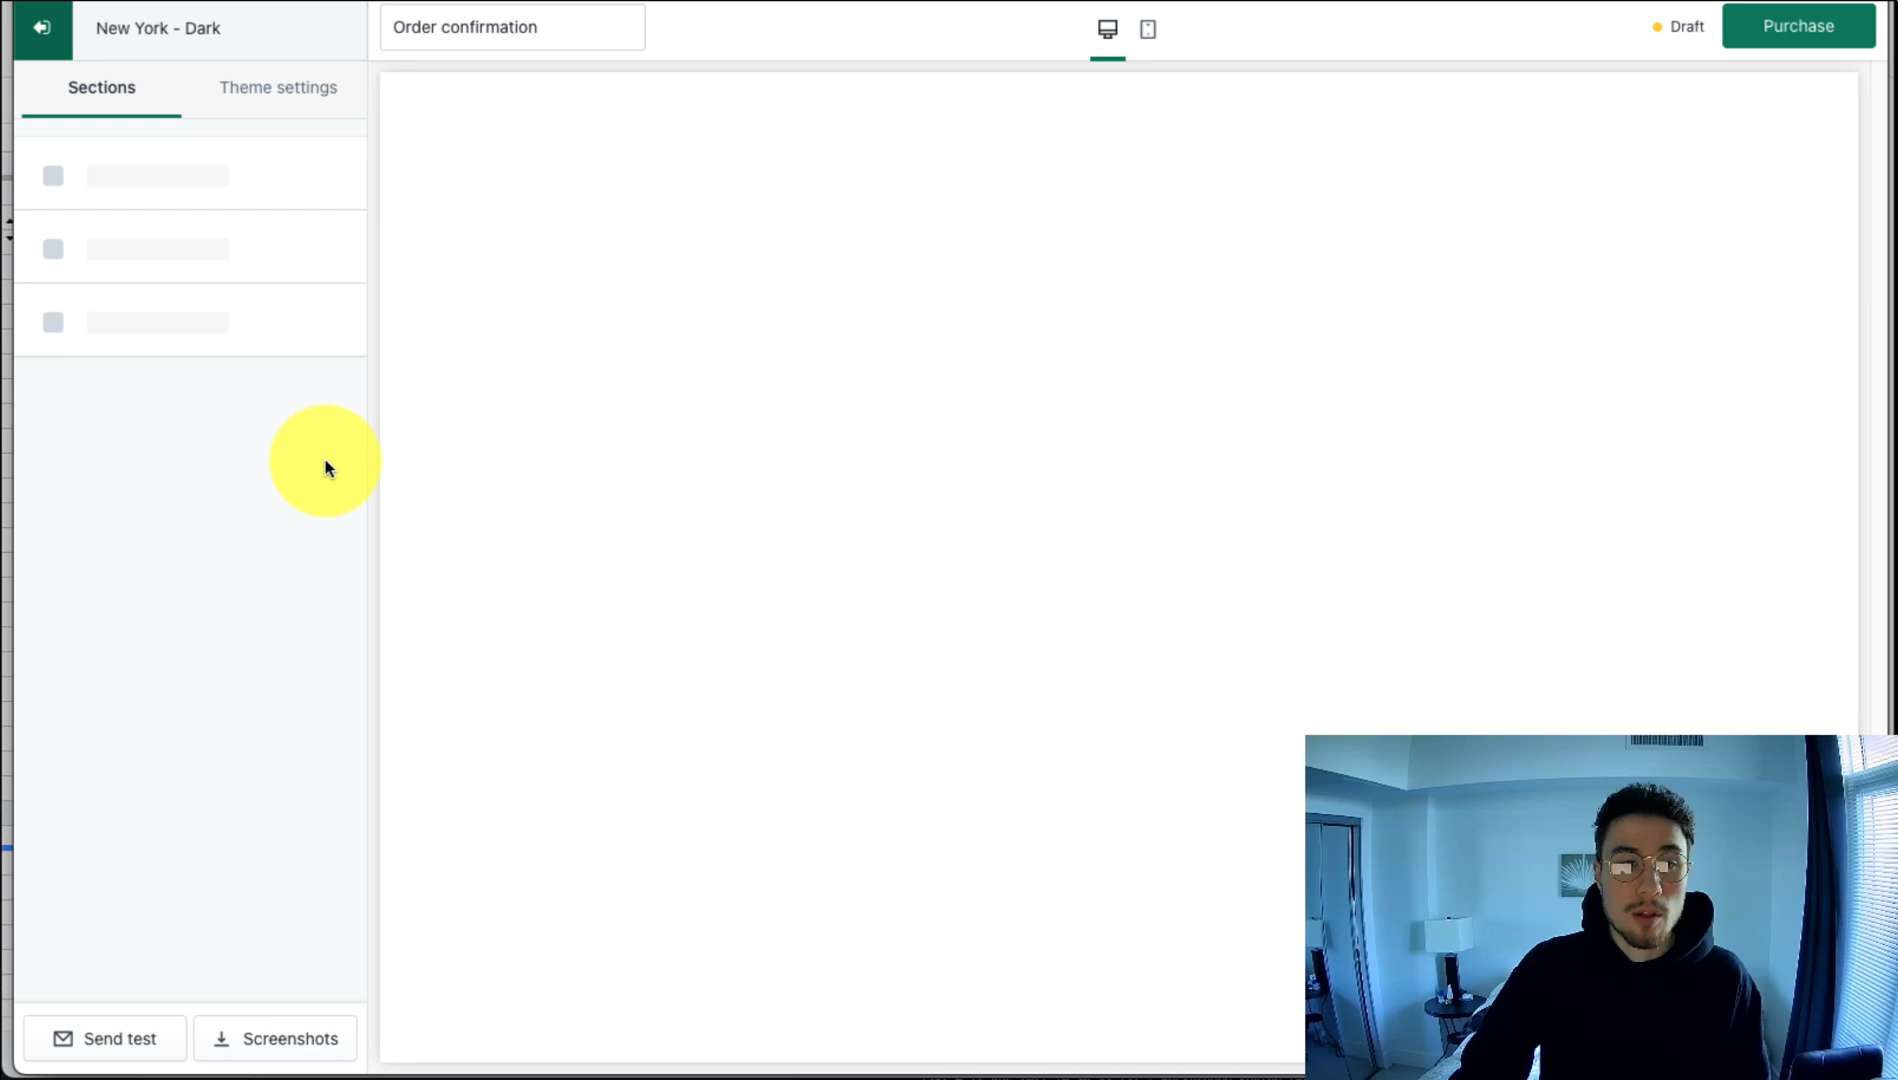 New York - Dark
Order confirmation
Draft
Purchase
Sections
Theme settings
Send test
Screenshots